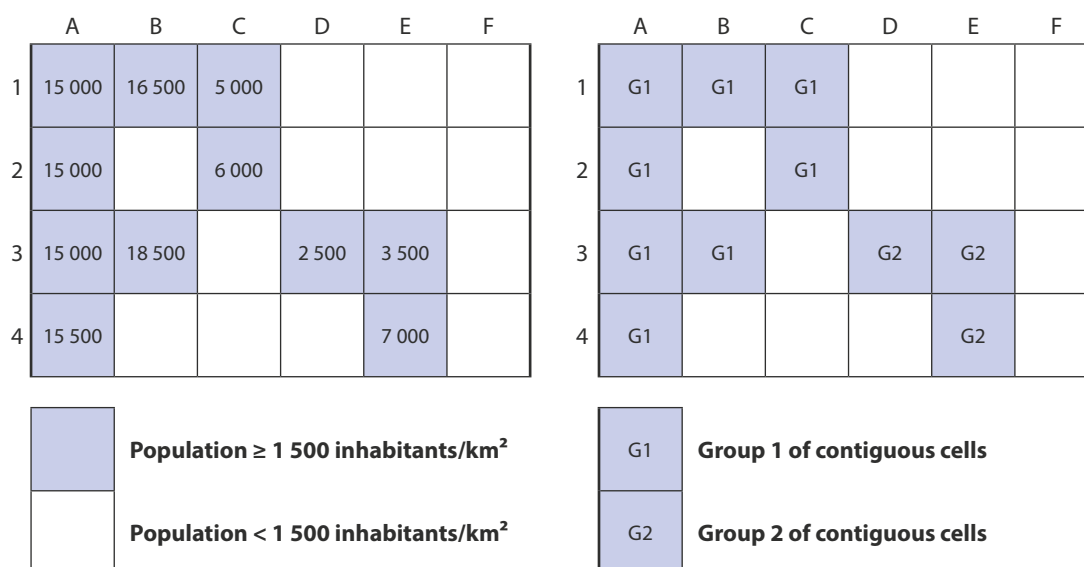 A B C D E F A B C D E F
1 15 000 16 500 5 000 1 G1 G1 G1
2 15 000 6 000 2 G1 G1
3 15 000 18 500 2 500 3 500 3 G1 G1 G2 G2
4 15 500 7 000 4 G1 G2
Population ≥ 1 500 inhabitants/km² G1 Group 1 of contiguous cells
Population < 1 500 inhabitants/km² G2 Group 2 of contiguous cells